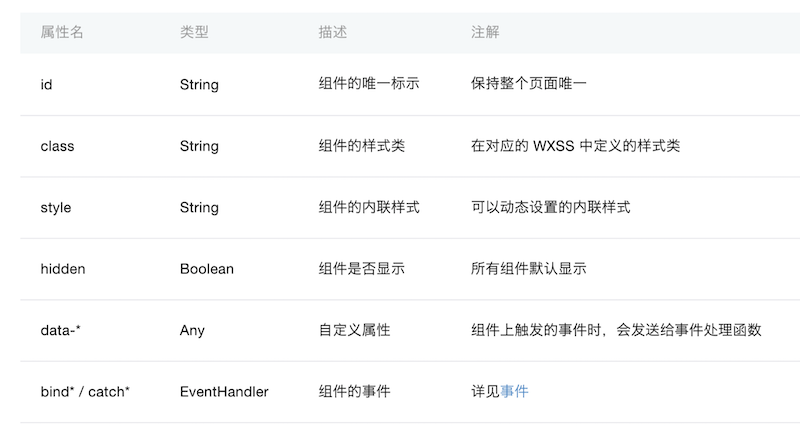 属性名 类型 描述 注解
id String 组件的唯一标示 保持整个页面唯一
class String 组件的样式类 在对应的 WXSS 中定义的样式类
style String 组件的内联样式 可以动态设置的内联样式
hidden Boolean 组件是否显示 所有组件默认显示
data-* Any 自定义属性 组件上触发的事件时，会发送给事件处理函数
bind* / catch* EventHandler 组件的事件 详见事件